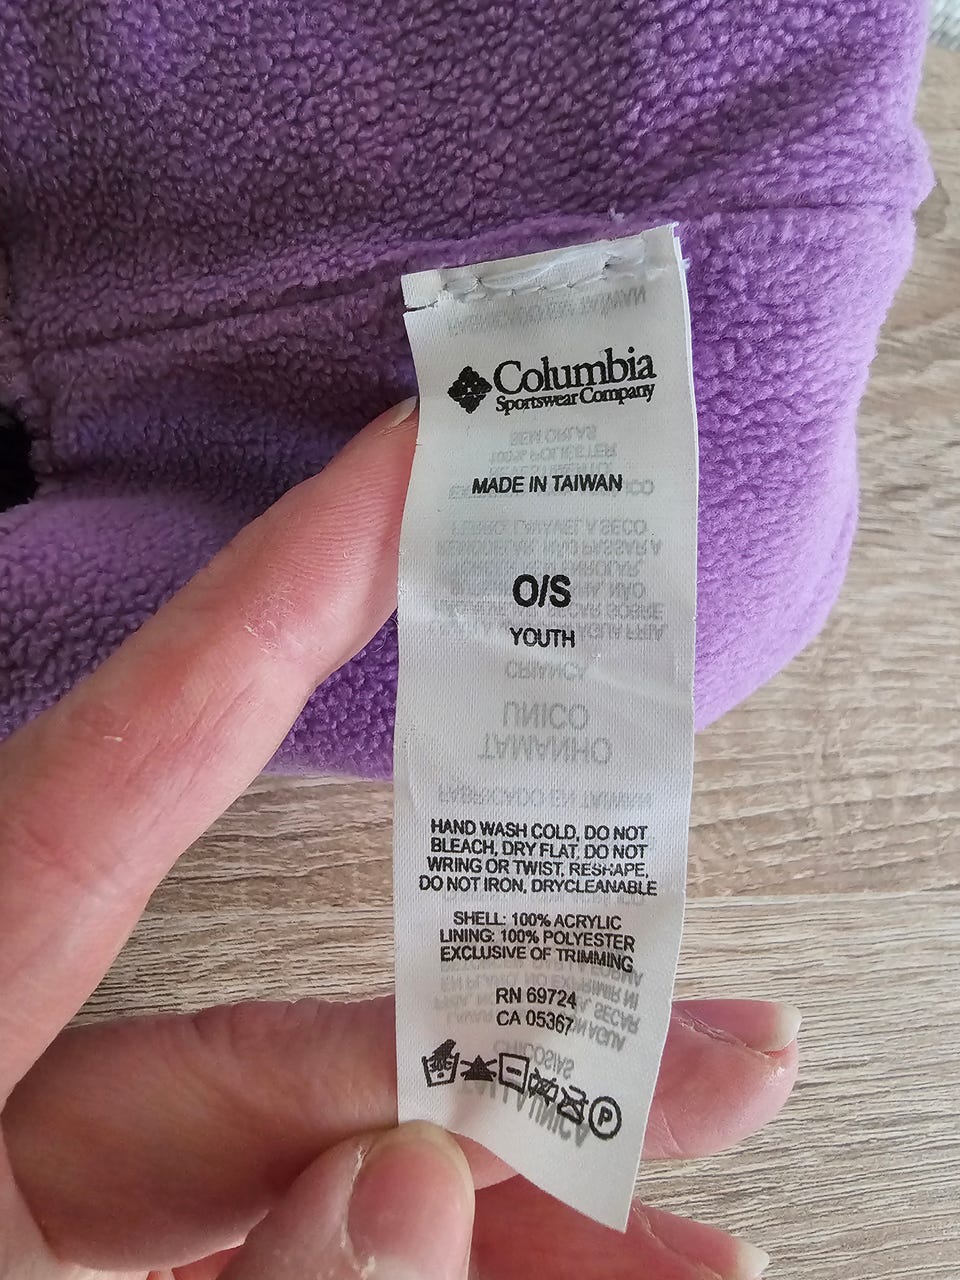 Columbia
Sportswear Company
MADE IN TAIWAN
O/S
YOUTH
HAND WASH COLD, DO NOT
BLEACH, DRY FLAT, DO NOT
WRING OR TWIST, RESHAPE,
DO NOT IRON, DRYCLEANABLE
SHELL: 100% ACRYLIC
LINING: 100% POLYESTER
EXCLUSIVE OF TRIMMING
RN 69724
CA 05367
P